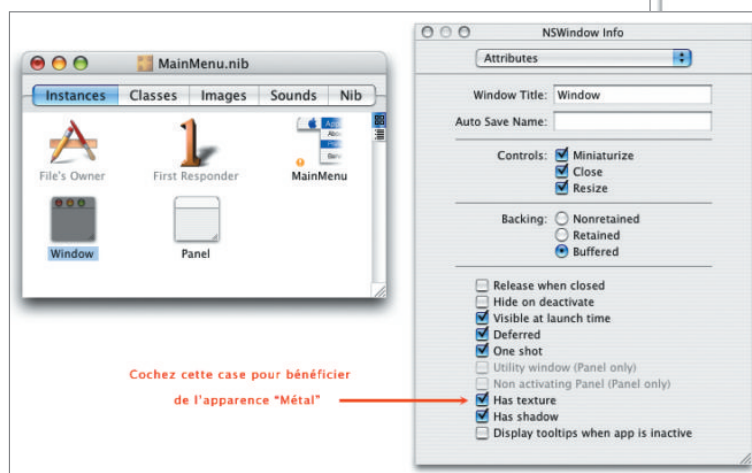 MainMenu.nib
Instances Classes Images Sounds Nib
File's Owner First Responder MainMenu
Window Panel
Cochez cette case pour bénéficier
de l'apparence “Métal”
NSWindow Info
Attributes
Window Title: Window
Auto Save Name:
Controls: Miniaturize
Close
Resize
Backing: Nonretained
Retained
Buffered
Release when closed
Hide on deactivate
Visible at launch time
Deferred
One shot
Utility window (Panel only)
Non activating Panel (Panel only)
Has texture
Has shadow
Display tooltips when app is inactive